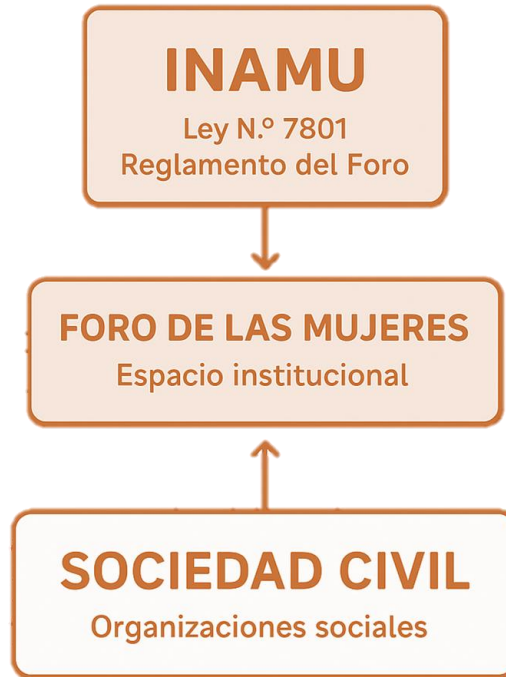 INAMU
Ley N.º 7801
Reglamento del Foro
FORO DE LAS MUJERES
Espacio institucional
SOCIEDAD CIVIL
Organizaciones sociales